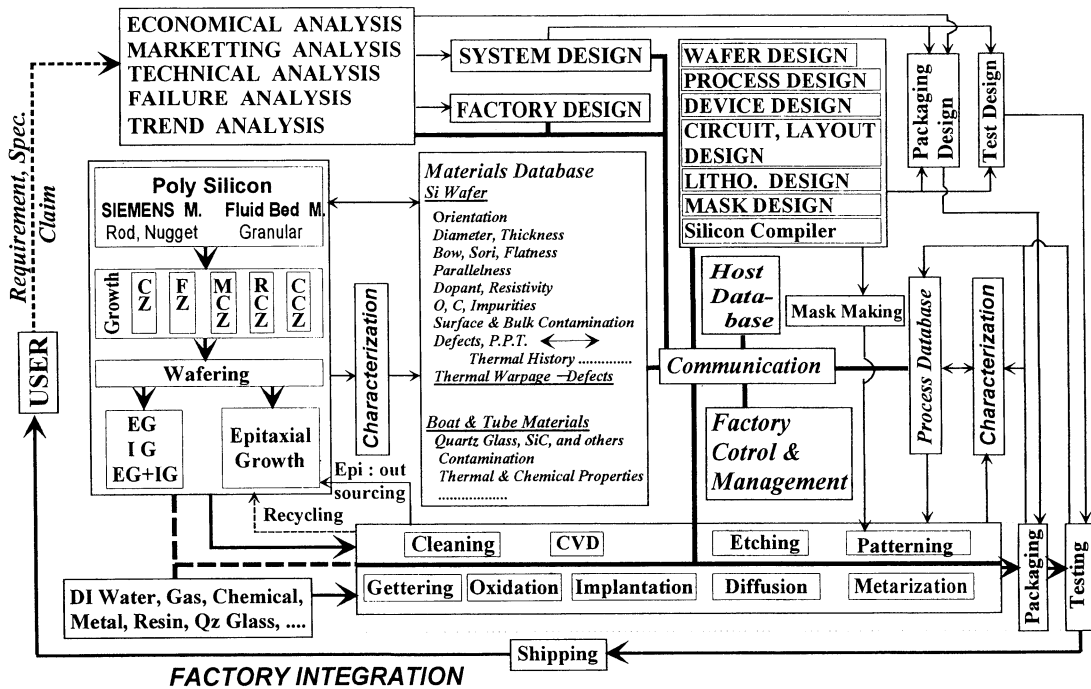 ECONOMICAL ANALYSIS
MARKETTING ANALYSIS
TECHNICAL ANALYSIS
FAILURE ANALYSIS
TREND ANALYSIS
SYSTEM DESIGN
FACTORY DESIGN
WAFER DESIGN
PROCESS DESIGN
DEVICE DESIGN
CIRCUIT, LAYOUT
DESIGN
LITHO. DESIGN
MASK DESIGN
Silicon Compiler
Packaging
Design
Test Design
Requirement, Spec.
Claim
USER
Poly Silicon
SIEMENS M. Fluid Bed M.
Rod, Nugget Granular
Growth
CZ
FZ
MCZ
RCZ
CCZ
Wafering
EG
IG
EG+IG
Epitaxial
Growth
Characterization
Materials Database
Si Wafer
Orientation
Diameter, Thickness
Bow, Sori, Flatness
Parallelness
Dopant, Resistivity
O, C, Impurities
Surface & Bulk Contamination
Defects, P.P.T.
Thermal History ..............
Thermal Warpage –Defects
Boat & Tube Materials
Quartz Glass, SiC, and others
Contamination
Thermal & Chemical Properties
..................
Host
Data-
base
Mask Making
Communication
Process Database
Characterization
Factory
Cotrol &
Management
Epi : out
sourcing
Recycling
Cleaning
CVD
Etching
Patterning
Gettering
Oxidation
Implantation
Diffusion
Metarization
Packaging
Testing
DI Water, Gas, Chemical,
Metal, Resin, Qz Glass, ....
Shipping
FACTORY INTEGRATION